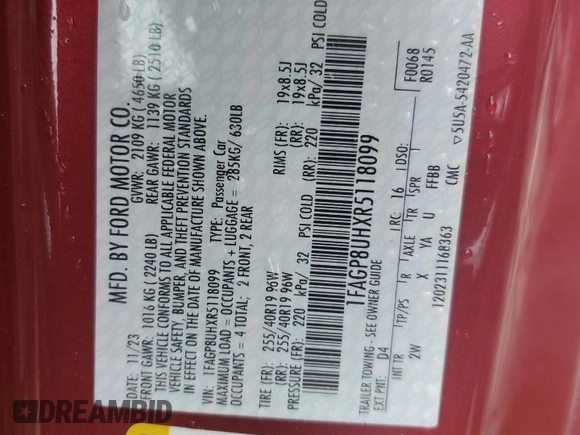 MFD. BY FORD MOTOR CO.
DATE: 11/23 GVWR: 2109 KG ( 4650 LB)
FRONT GAWR: 1016 KG ( 2240LB) REAR GAWR: 1139 KG ( 2510 LB)
THIS VEHICLE CONFORMS TO ALL APPLICABLE FEDERAL MOTOR
VEHICLE SAFETY, BUMPER, AND THEFT PREVENTION STANDARDS
IN EFFECT ON THE DATE OF MANUFACTURE SHOWN ABOVE.
VIN: 1FAGP8UHXR5118099 TYPE: Passenger Car
MAXIMUM LOAD = OCCUPANTS + LUGGAGE = 285KG/ 630LB
OCCUPANTS = 4 TOTAL; 2 FRONT, 2 REAR
TIRE (FR): 255/40R19 96W RIMS (FR): 19x8.5J
(RR): 255/40R19 96W (RR): 19x8.5J
PRESSURE (FR): 220 kPa/ 32 PSI COLD (RR): 220 kPa/ 32 PSI COLD
1FAGP8UHXR5118099
TRAILER TOWING - SEE OWNER GUIDE
F0068
R0145
EXT PNT: D4 RC: 16 DSO:
INT TR TP/PS R AXLE TR SPR
2W X YA U FFBB
1202311168363 CMC ▽5U5A-5420472-AA
DREAMBID